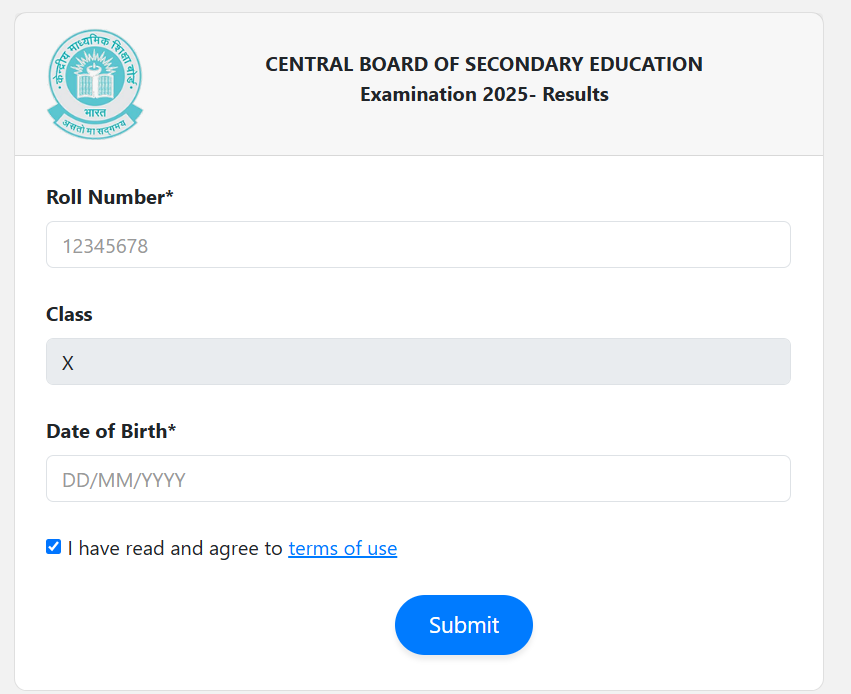 केन्द्रीय माध्यमिक शिक्षा बोर्ड
भारत
असतो मा सद्गमय
CENTRAL BOARD OF SECONDARY EDUCATION
Examination 2025- Results
Roll Number*
12345678
Class
X
Date of Birth*
DD/MM/YYYY
I have read and agree to terms of use
Submit